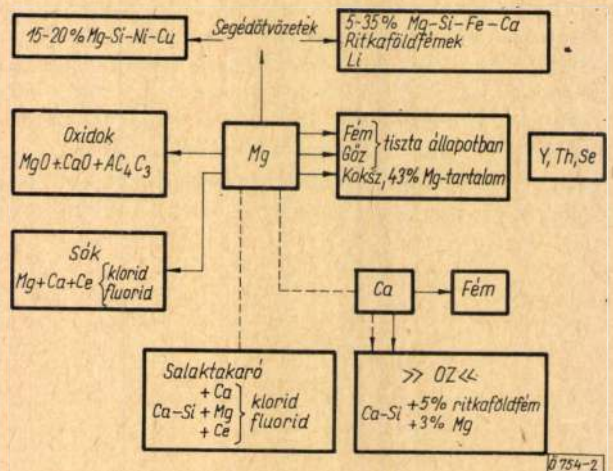 15-20%Mg-Si-Ni-Cu
Segédötvözetek
5-35% Mg-Si-Fe-Ca
Ritkaföldfémek
Li
Oxidok
MgO+CaO+AC₄C₃
Mg
Fém
Gőz
tiszta állapotban
Koksz, 43% Mg-tartalom
Y, Th, Se
Sók
Mg+Ca+Ce klorid
fluorid
Ca
Fém
Salaktakaró
+ Ca
Ca-Si + Mg
+ Ce
klorid
fluorid
>> OZ <<
Ca-Si +5% ritkaföldfém
+3% Mg
Ö754-2